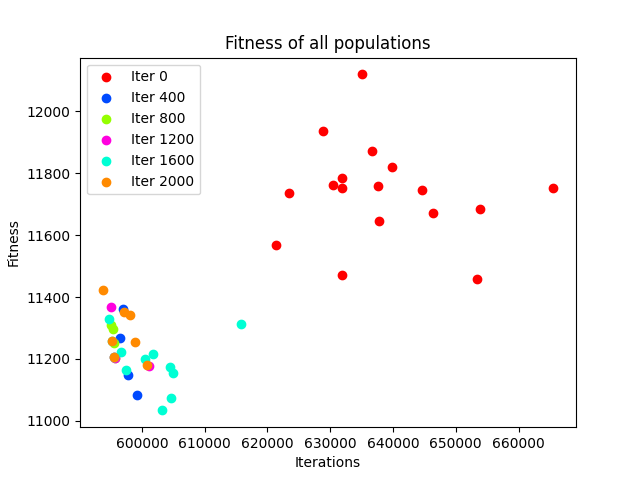 Fitness of all populations
Iter 0
Iter 400
Iter 800
Iter 1200
Iter 1600
Iter 2000
12000
11800
11600
11400
11200
11000
Fitness
600000 610000 620000 630000 640000 650000 660000
Iterations